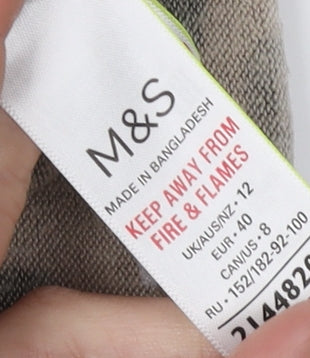 M&S
MADE IN BANGLADESH
KEEP AWAY FROM
FIRE & FLAMES
UK/AUS/NZ • 12
EUR • 40
CAN/US • 8
RU • 152/182-92-100